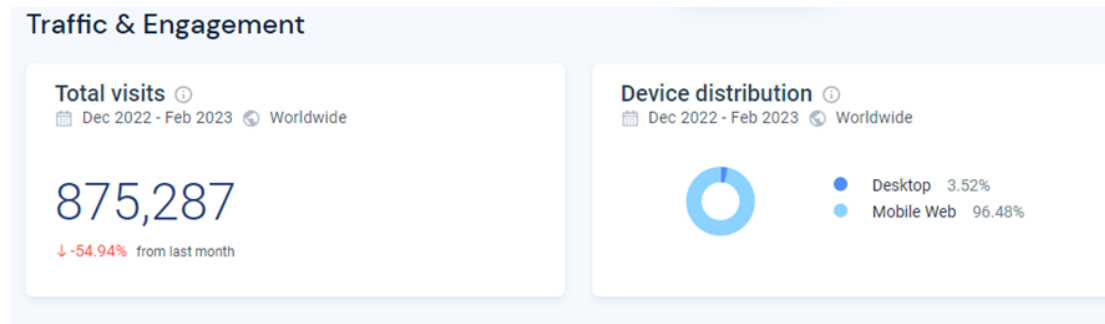 Traffic & Engagement
Total visits
Dec 2022 - Feb 2023 Worldwide
875,287
↓ -54.94% from last month
Device distribution
Dec 2022 - Feb 2023 Worldwide
Desktop 3.52%
Mobile Web 96.48%